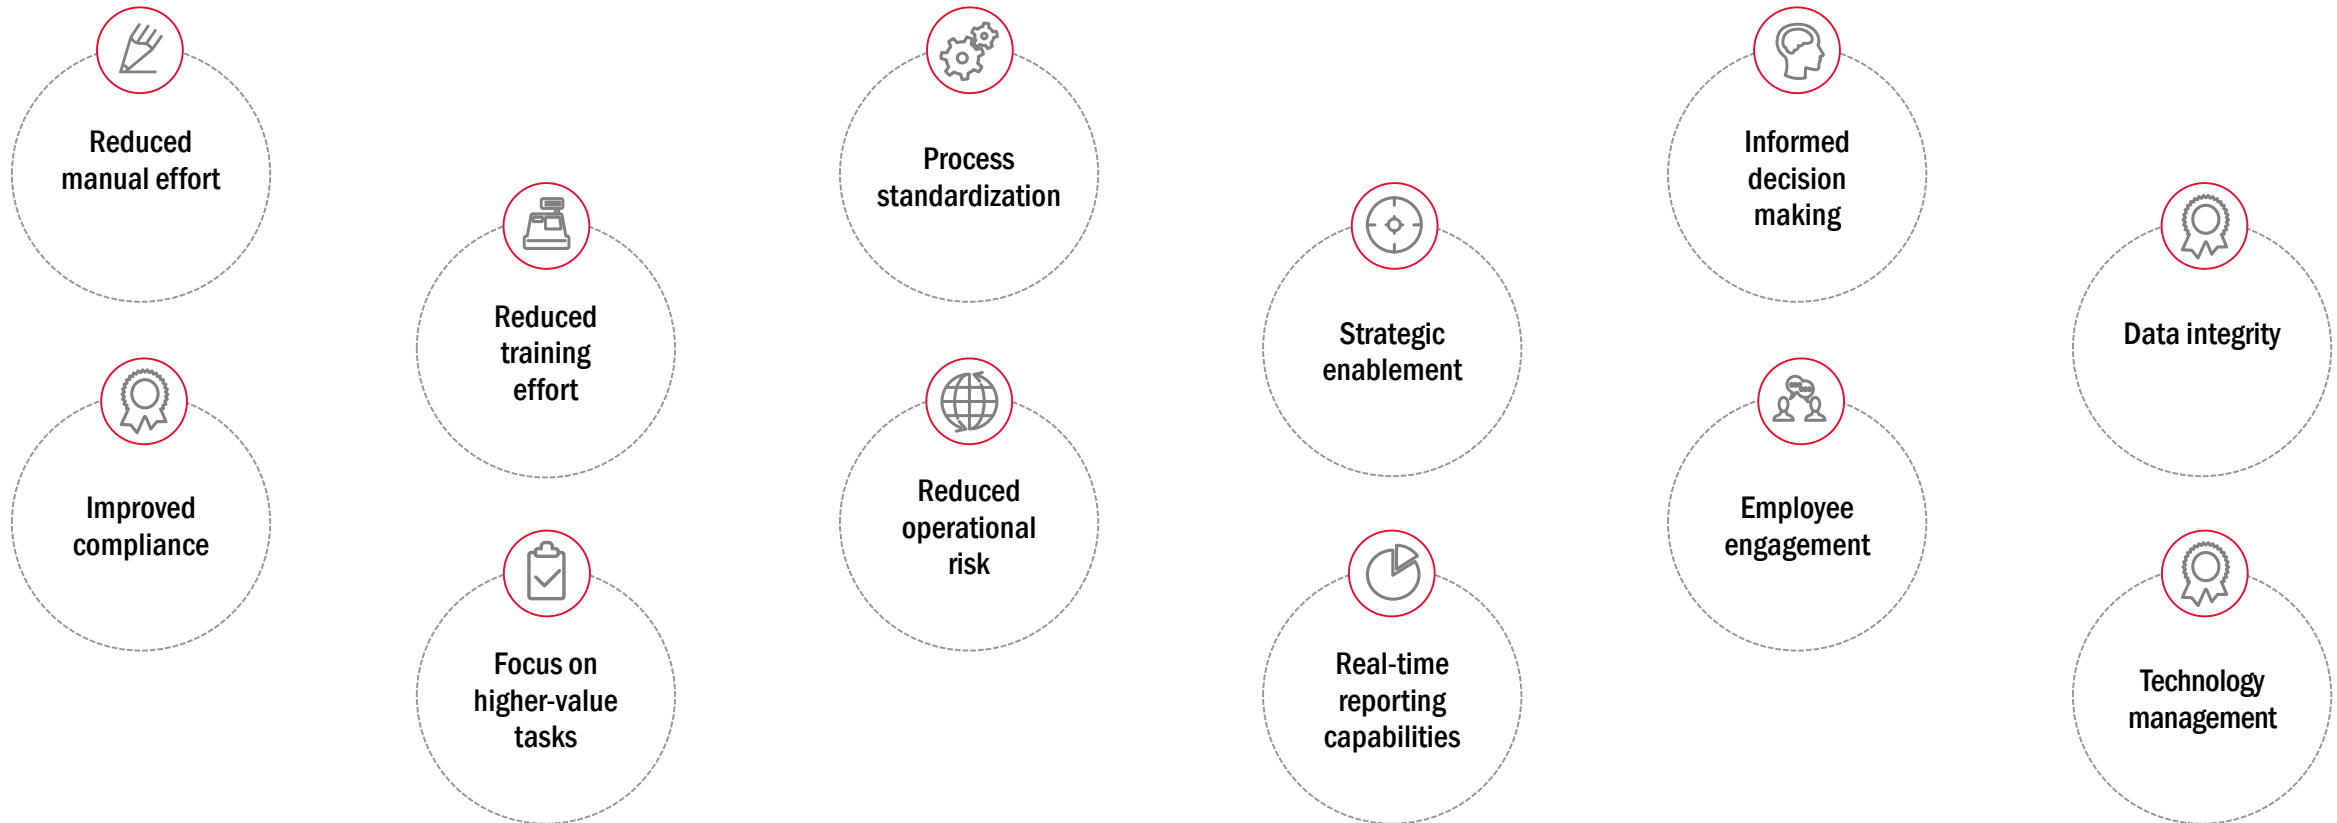 Reduced
manual effort
Process
standardization
Informed
decision
making
Reduced
training
effort
Strategic
enablement
Data integrity
Improved
compliance
Reduced
operational
risk
Employee
engagement
Focus on
higher-value
tasks
Real-time
reporting
capabilities
Technology
management